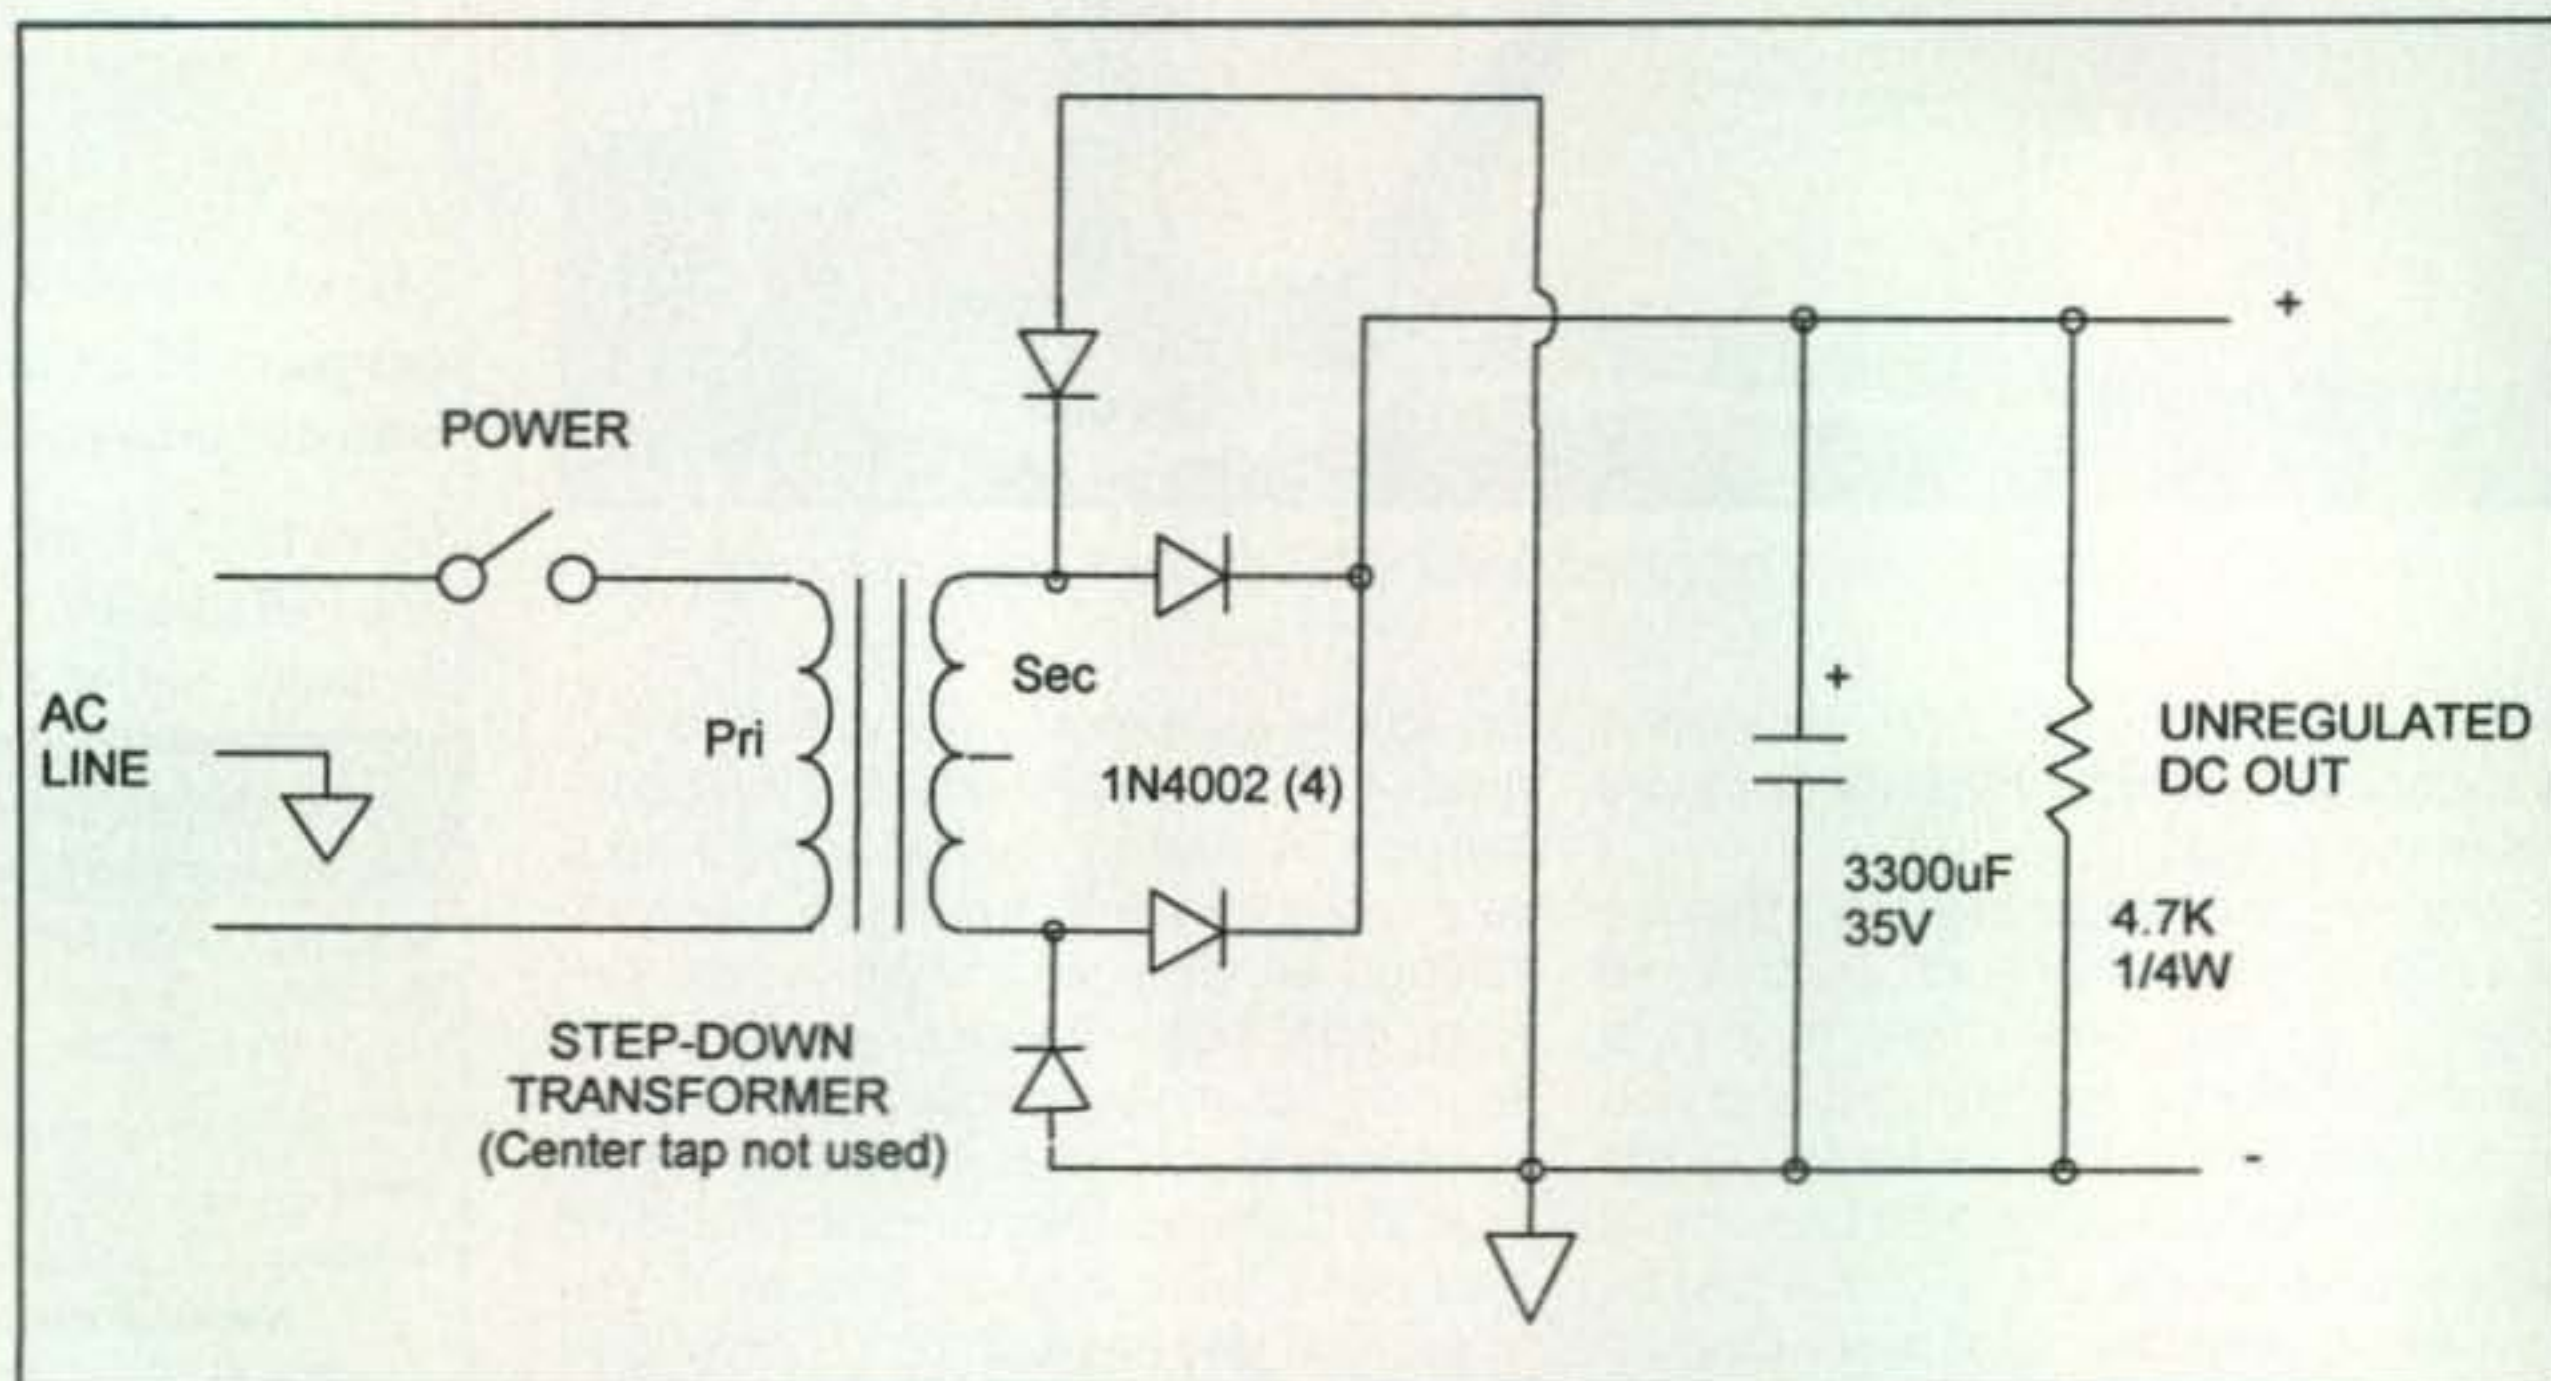 POWER
+
Sec
+
AC
LINE
Pri
UNREGULATED
DC OUT
1N4002 (4)
3300uF
35V
4.7K
1/4W
STEP-DOWN
TRANSFORMER
(Center tap not used)
-